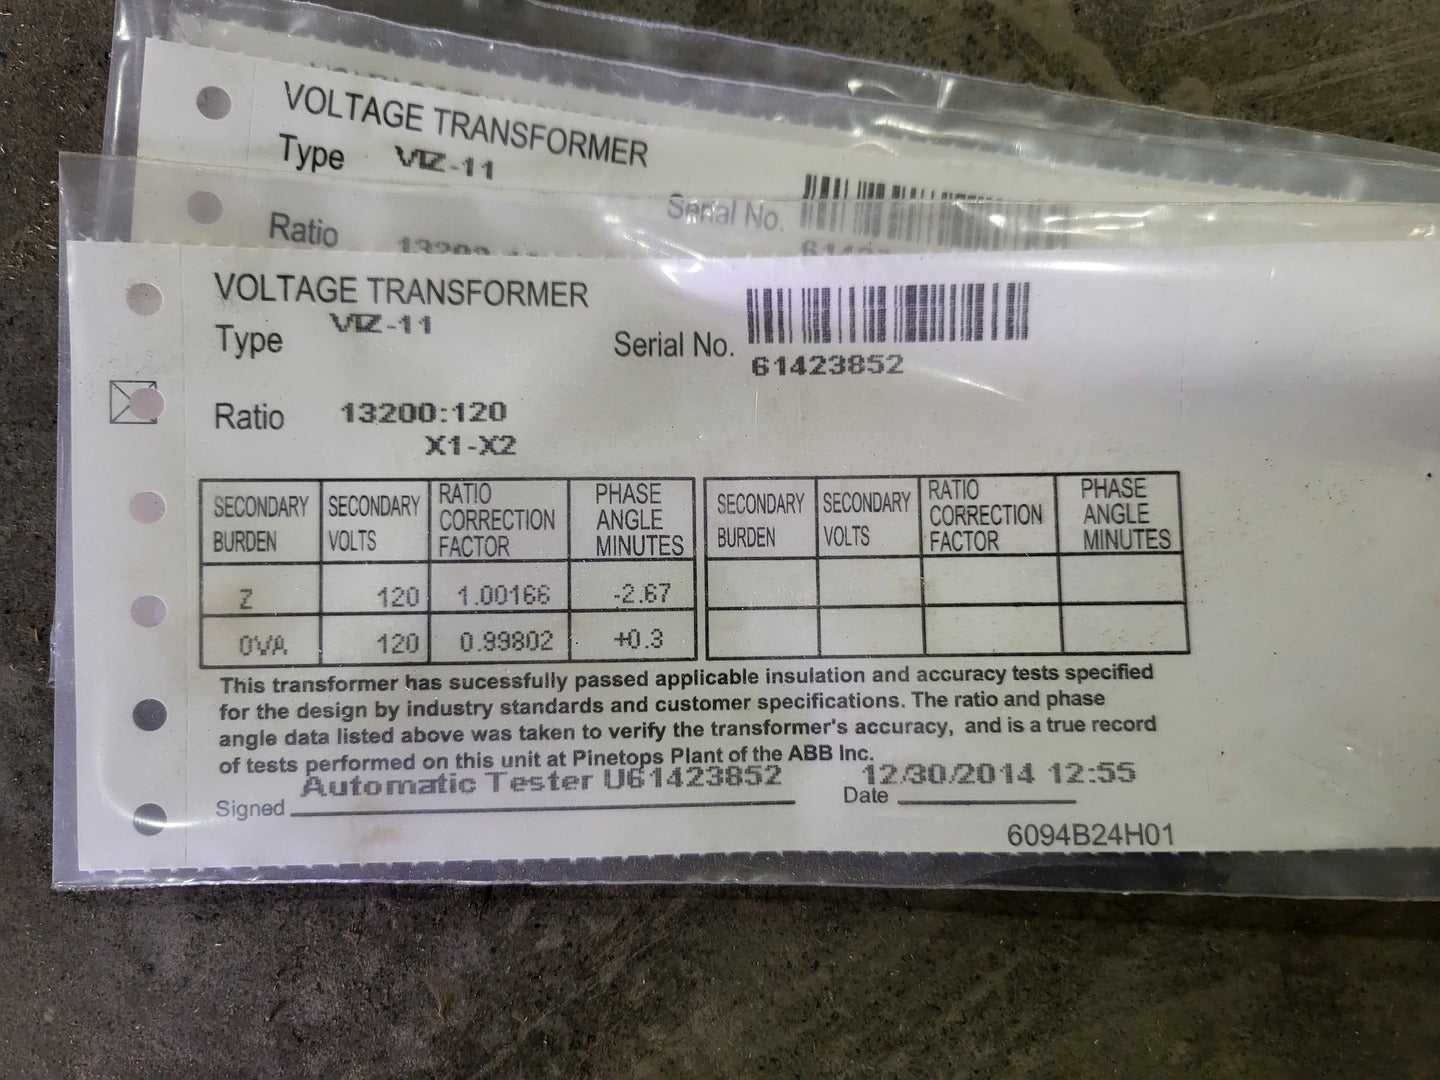 VOLTAGE TRANSFORMER
Type VIZ-11
Serial No.
Ratio
VOLTAGE TRANSFORMER
Type VIZ-11
Serial No. 61423852
Ratio 13200:120
X1-X2
SECONDARY BURDEN SECONDARY VOLTS RATIO CORRECTION FACTOR PHASE ANGLE MINUTES SECONDARY BURDEN SECONDARY VOLTS RATIO CORRECTION FACTOR PHASE ANGLE MINUTES
Z 120 1.00166 -2.67
0VA 120 0.99802 +0.3
This transformer has sucessfully passed applicable insulation and accuracy tests specified
for the design by industry standards and customer specifications. The ratio and phase
angle data listed above was taken to verify the transformer's accuracy, and is a true record
of tests performed on this unit at Pinetops Plant of the ABB Inc.
Signed Automatic Tester U61423852 Date 12/30/2014 12:55
6094B24H01